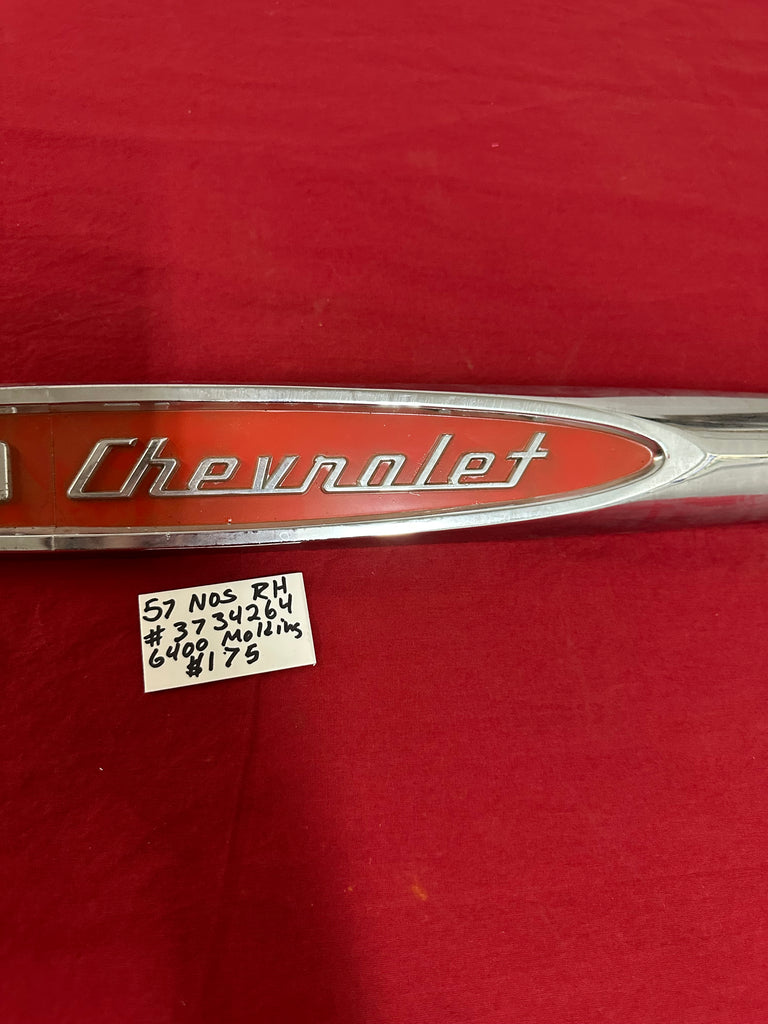 Chevrolet
57 NOS RH
#3734264
6400 Molding
$175